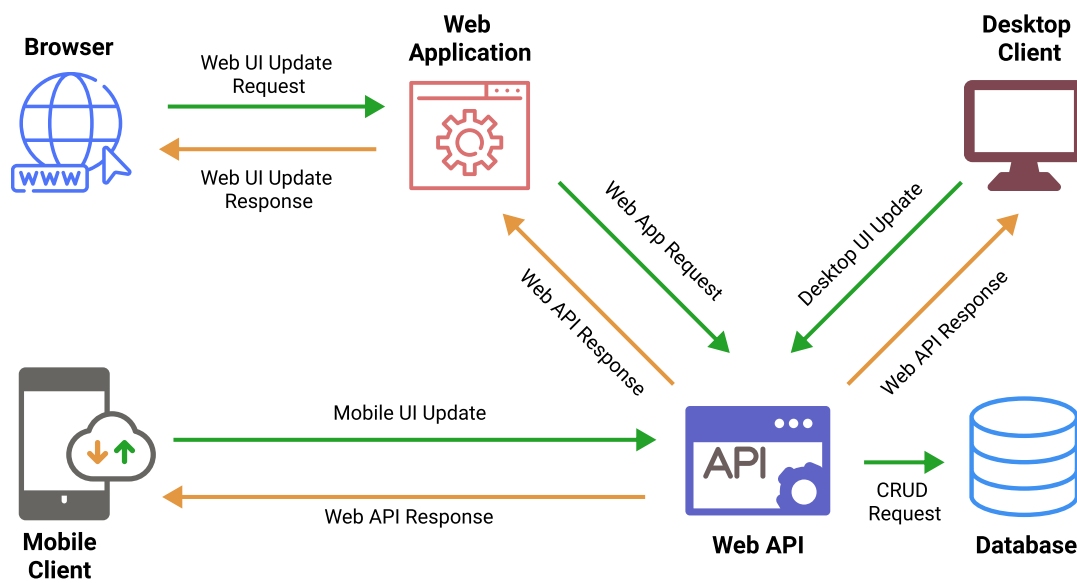 Browser
Web
Application
Desktop
Client
Web UI Update
Request
WWW
Web UI Update
Response
Web App Request
Web API Response
Desktop UI Update
Web API Response
Mobile UI Update
Web API Response
API
CRUD
Request
Mobile
Client
Web API
Database